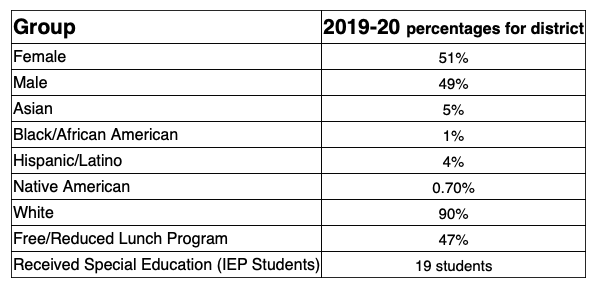 Group 2019-20 percentages for district
Female 51%
Male 49%
Asian 5%
Black/African American 1%
Hispanic/Latino 4%
Native American 0.70%
White 90%
Free/Reduced Lunch Program 47%
Received Special Education (IEP Students) 19 students